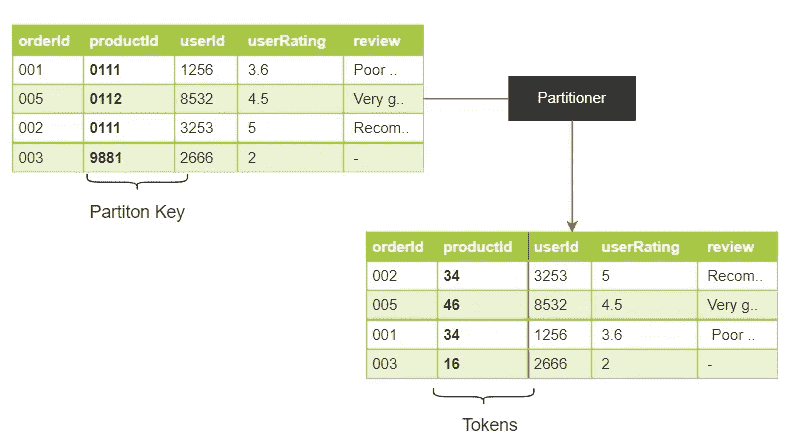 orderId productId userId userRating review
001 0111 1256 3.6 Poor ..
005 0112 8532 4.5 Very g..
002 0111 3253 5 Recom..
003 9881 2666 2 -
Partiton Key
Partitioner
orderId productId userId userRating review
002 34 3253 5 Recom..
005 46 8532 4.5 Very g..
001 34 1256 3.6 Poor ..
003 16 2666 2 -
Tokens